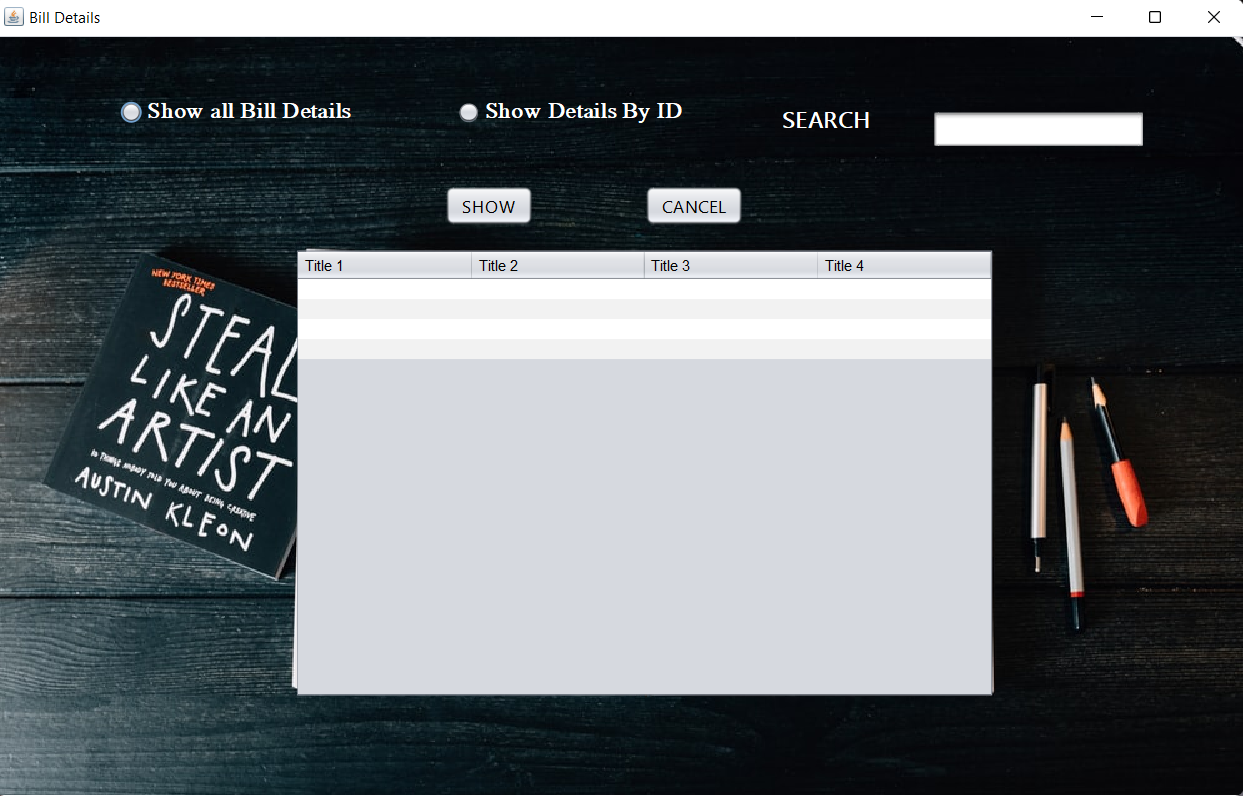 Bill Details
Show all Bill Details
Show Details By ID
SEARCH
SHOW
CANCEL
Title 1
Title 2
Title 3
Title 4
NEW YORK TIMES
BESTSELLER
STEAL
LIKE AN
ARTIST
10 THINGS NOBODY TOLD YOU ABOUT BEING CREATIVE
AUSTIN KLEON